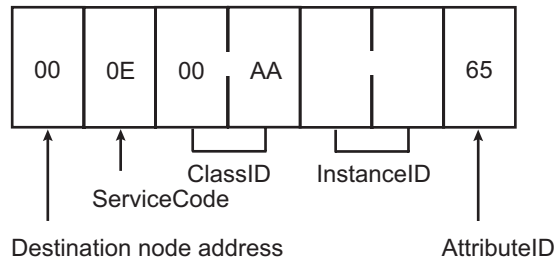 00 0E 00 AA 65
ClassID InstanceID
ServiceCode
Destination node address AttributeID